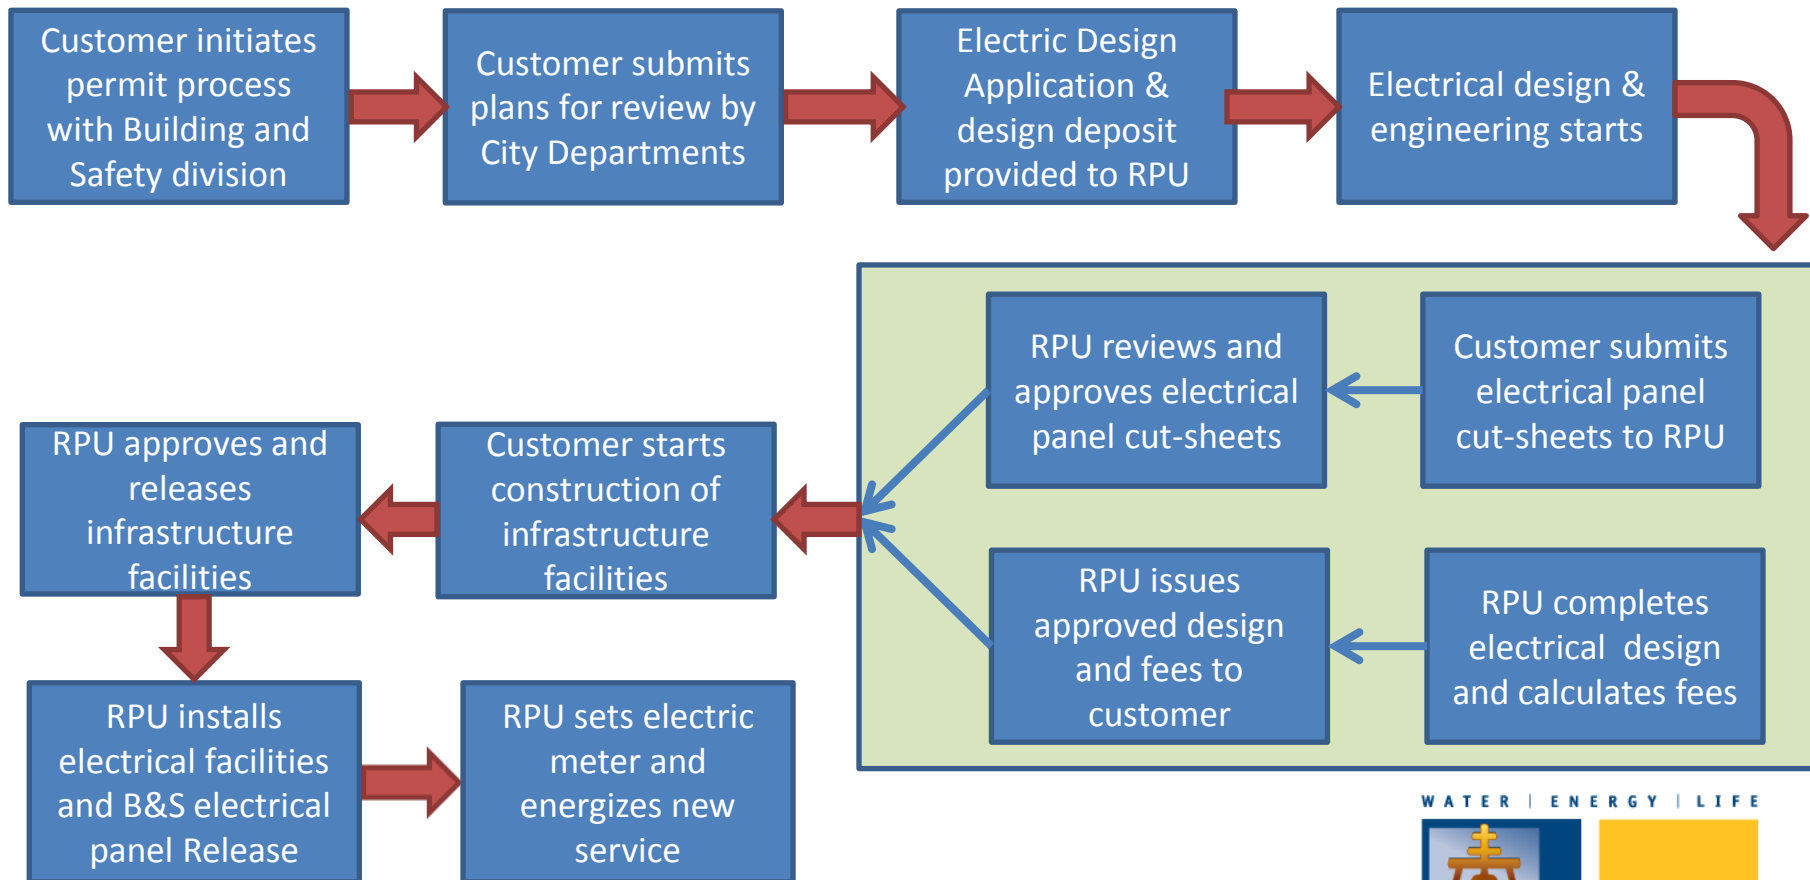 Customer initiates
permit process
with Building and
Safety division
Customer submits
plans for review by
City Departments
Electric Design
Application &
design deposit
provided to RPU
Electrical design &
engineering starts
Customer submits
electrical panel
cut-sheets to RPU
RPU reviews and
approves electrical
panel cut-sheets
RPU completes
electrical  design
and calculates fees
RPU issues
approved design
and fees to
customer
Customer starts
construction of
infrastructure
facilities
RPU approves and
releases
infrastructure
facilities
RPU installs
electrical facilities
and B&S electrical
panel Release
RPU sets electric
meter and
energizes new
service
WATER | ENERGY | LIFE